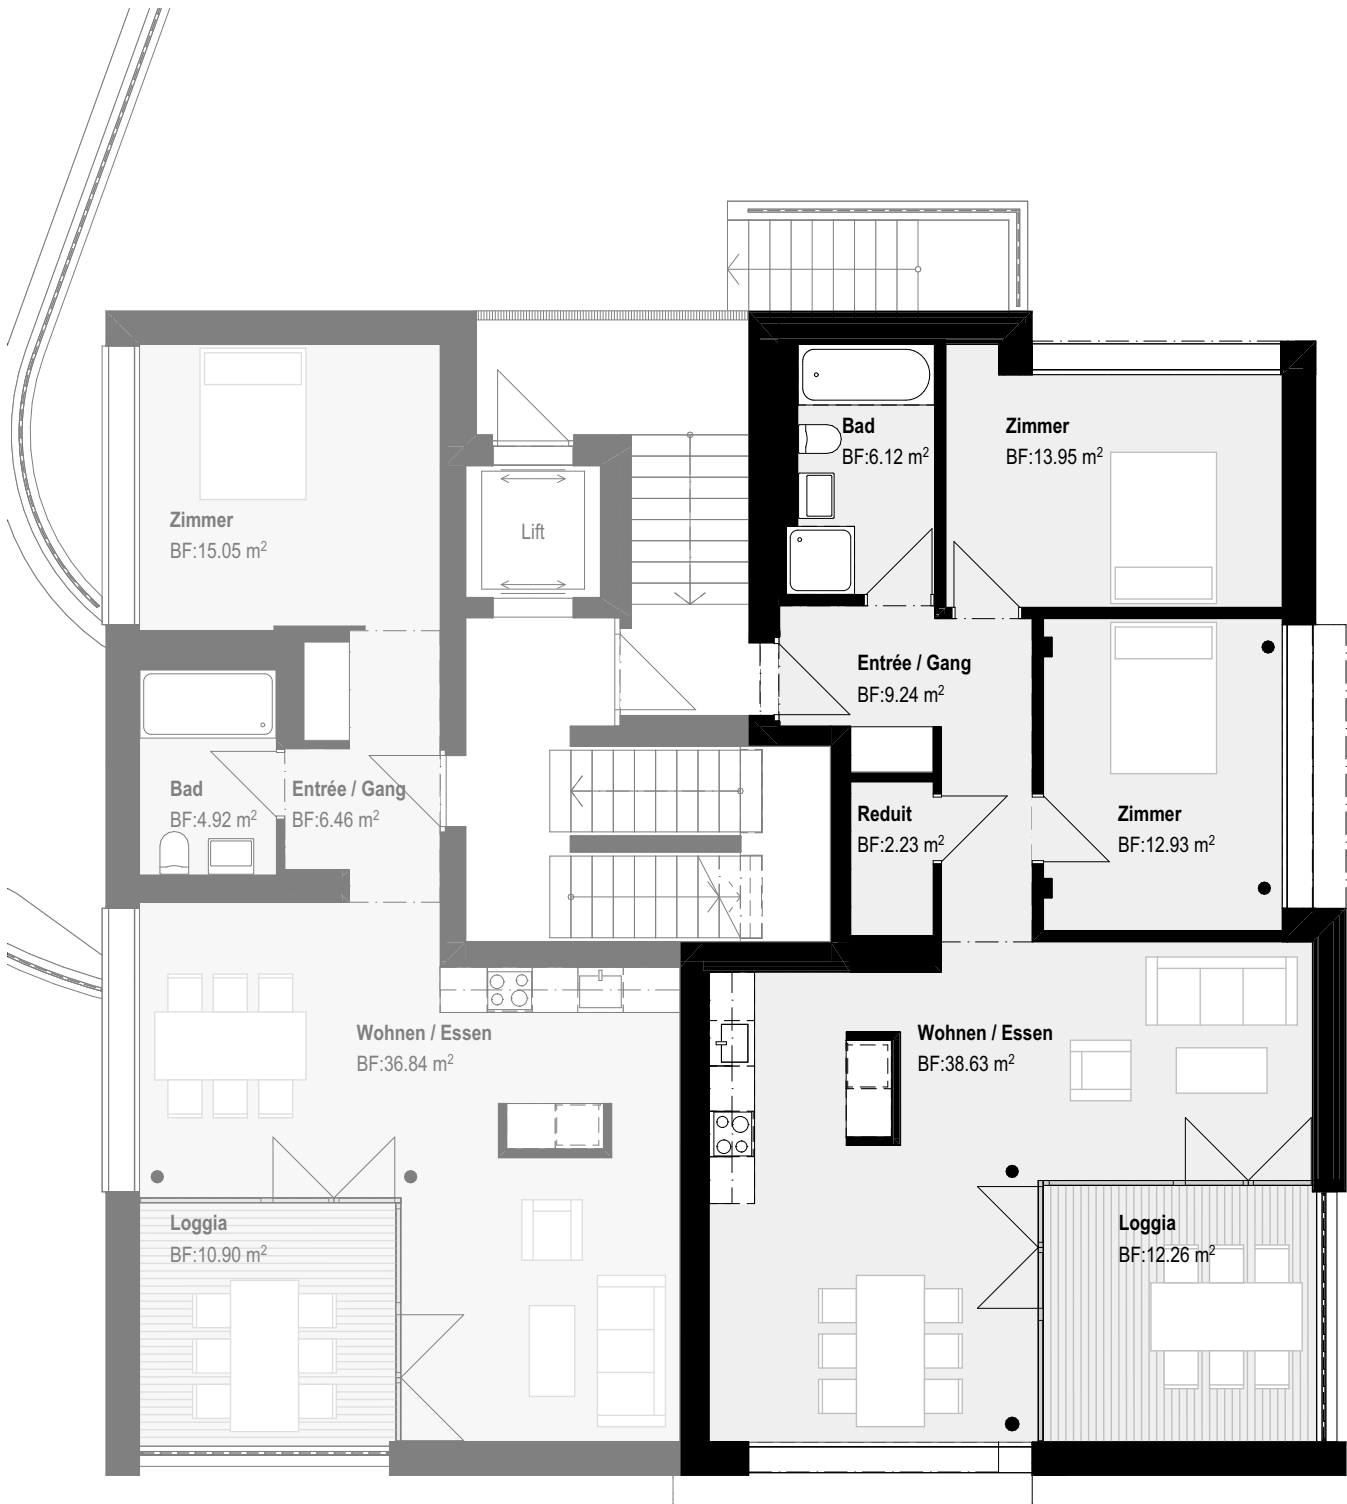 Bad
BF:6.12 m²
Zimmer
BF:13.95 m²
Zimmer
BF:15.05 m²
Lift
Entrée / Gang
BF:9.24 m²
Bad
BF:4.92 m²
Entrée / Gang
BF:6.46 m²
Reduit
BF:2.23 m²
Zimmer
BF:12.93 m²
Wohnen / Essen
BF:36.84 m²
Wohnen / Essen
BF:38.63 m²
Loggia
BF:10.90 m²
Loggia
BF:12.26 m²